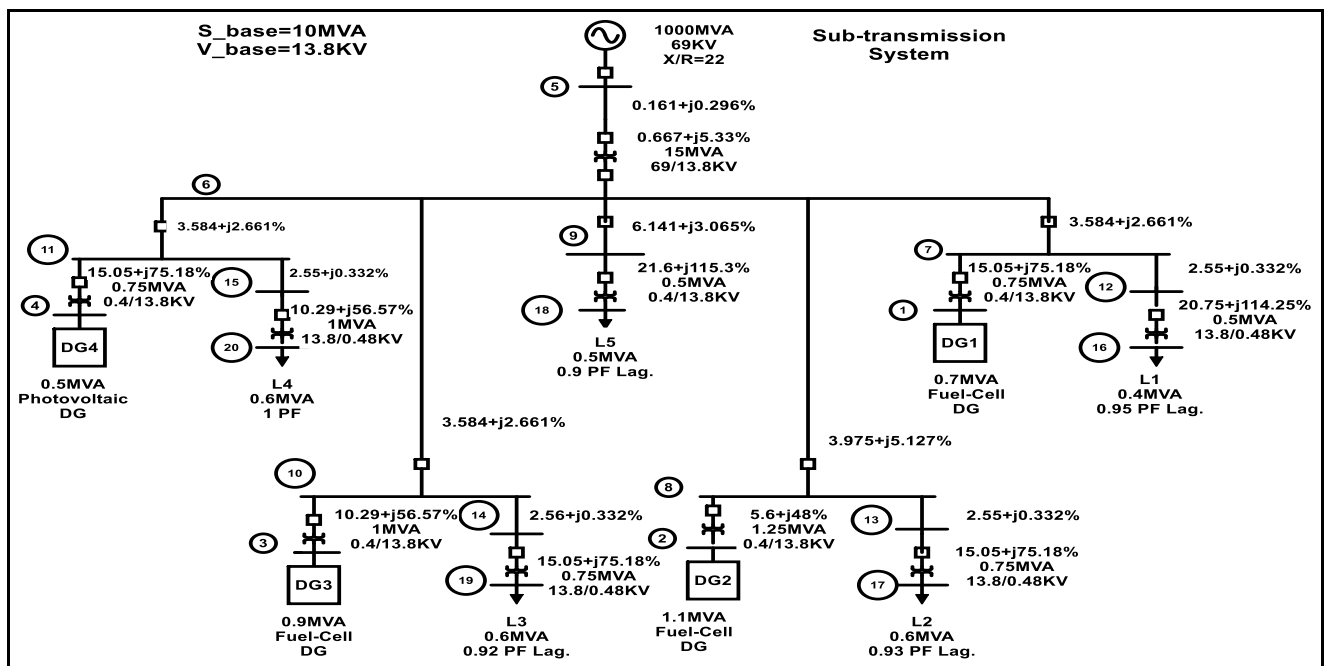 S_base=10MVA
V_base=13.8KV
1000MVA
69KV
X/R=22
Sub-transmission
System
5
0.161+j0.296%
0.667+j5.33%
15MVA
69/13.8KV
6
3.584+j2.661%
11
15.05+j75.18%
0.75MVA
0.4/13.8KV
4
DG4
0.5MVA
Photovoltaic
DG
2.55+j0.332%
15
10.29+j56.57%
1MVA
13.8/0.48KV
20
L4
0.6MVA
1 PF
6.141+j3.065%
9
21.6+j115.3%
0.5MVA
0.4/13.8KV
18
L5
0.5MVA
0.9 PF Lag.
3.584+j2.661%
7
15.05+j75.18%
0.75MVA
0.4/13.8KV
1
DG1
0.7MVA
Fuel-Cell
DG
2.55+j0.332%
12
20.75+j114.25%
0.5MVA
13.8/0.48KV
16
L1
0.4MVA
0.95 PF Lag.
3.584+j2.661%
10
10.29+j56.57%
1MVA
0.4/13.8KV
3
DG3
0.9MVA
Fuel-Cell
DG
14
2.56+j0.332%
15.05+j75.18%
0.75MVA
13.8/0.48KV
19
L3
0.6MVA
0.92 PF Lag.
3.975+j5.127%
8
5.6+j48%
1.25MVA
0.4/13.8KV
2
DG2
1.1MVA
Fuel-Cell
DG
13
2.55+j0.332%
15.05+j75.18%
0.75MVA
13.8/0.48KV
17
L2
0.6MVA
0.93 PF Lag.